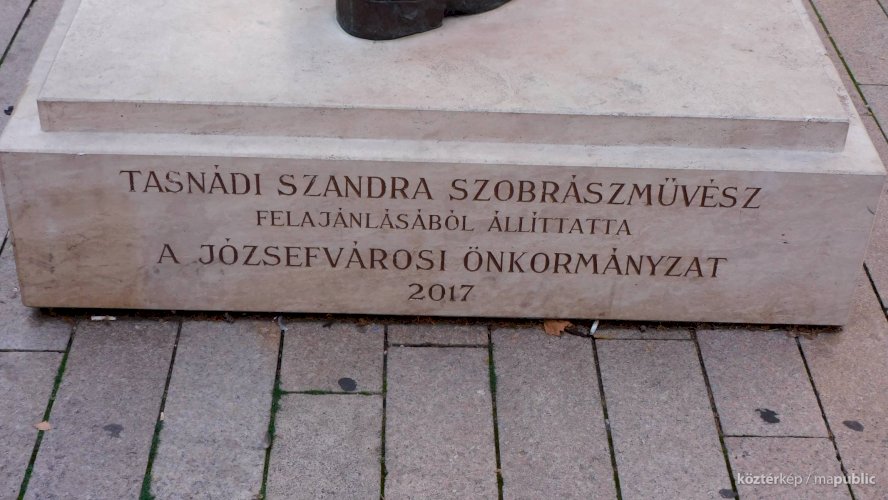 TASNÁDI SZANDRA SZOBRÁSZMŰVÉSZ
FELAJÁNLÁSÁBÓL ÁLLÍTTATTA
A JÓZSEFVÁROSI ÖNKORMÁNYZAT
2017
köztérkép / mapublic